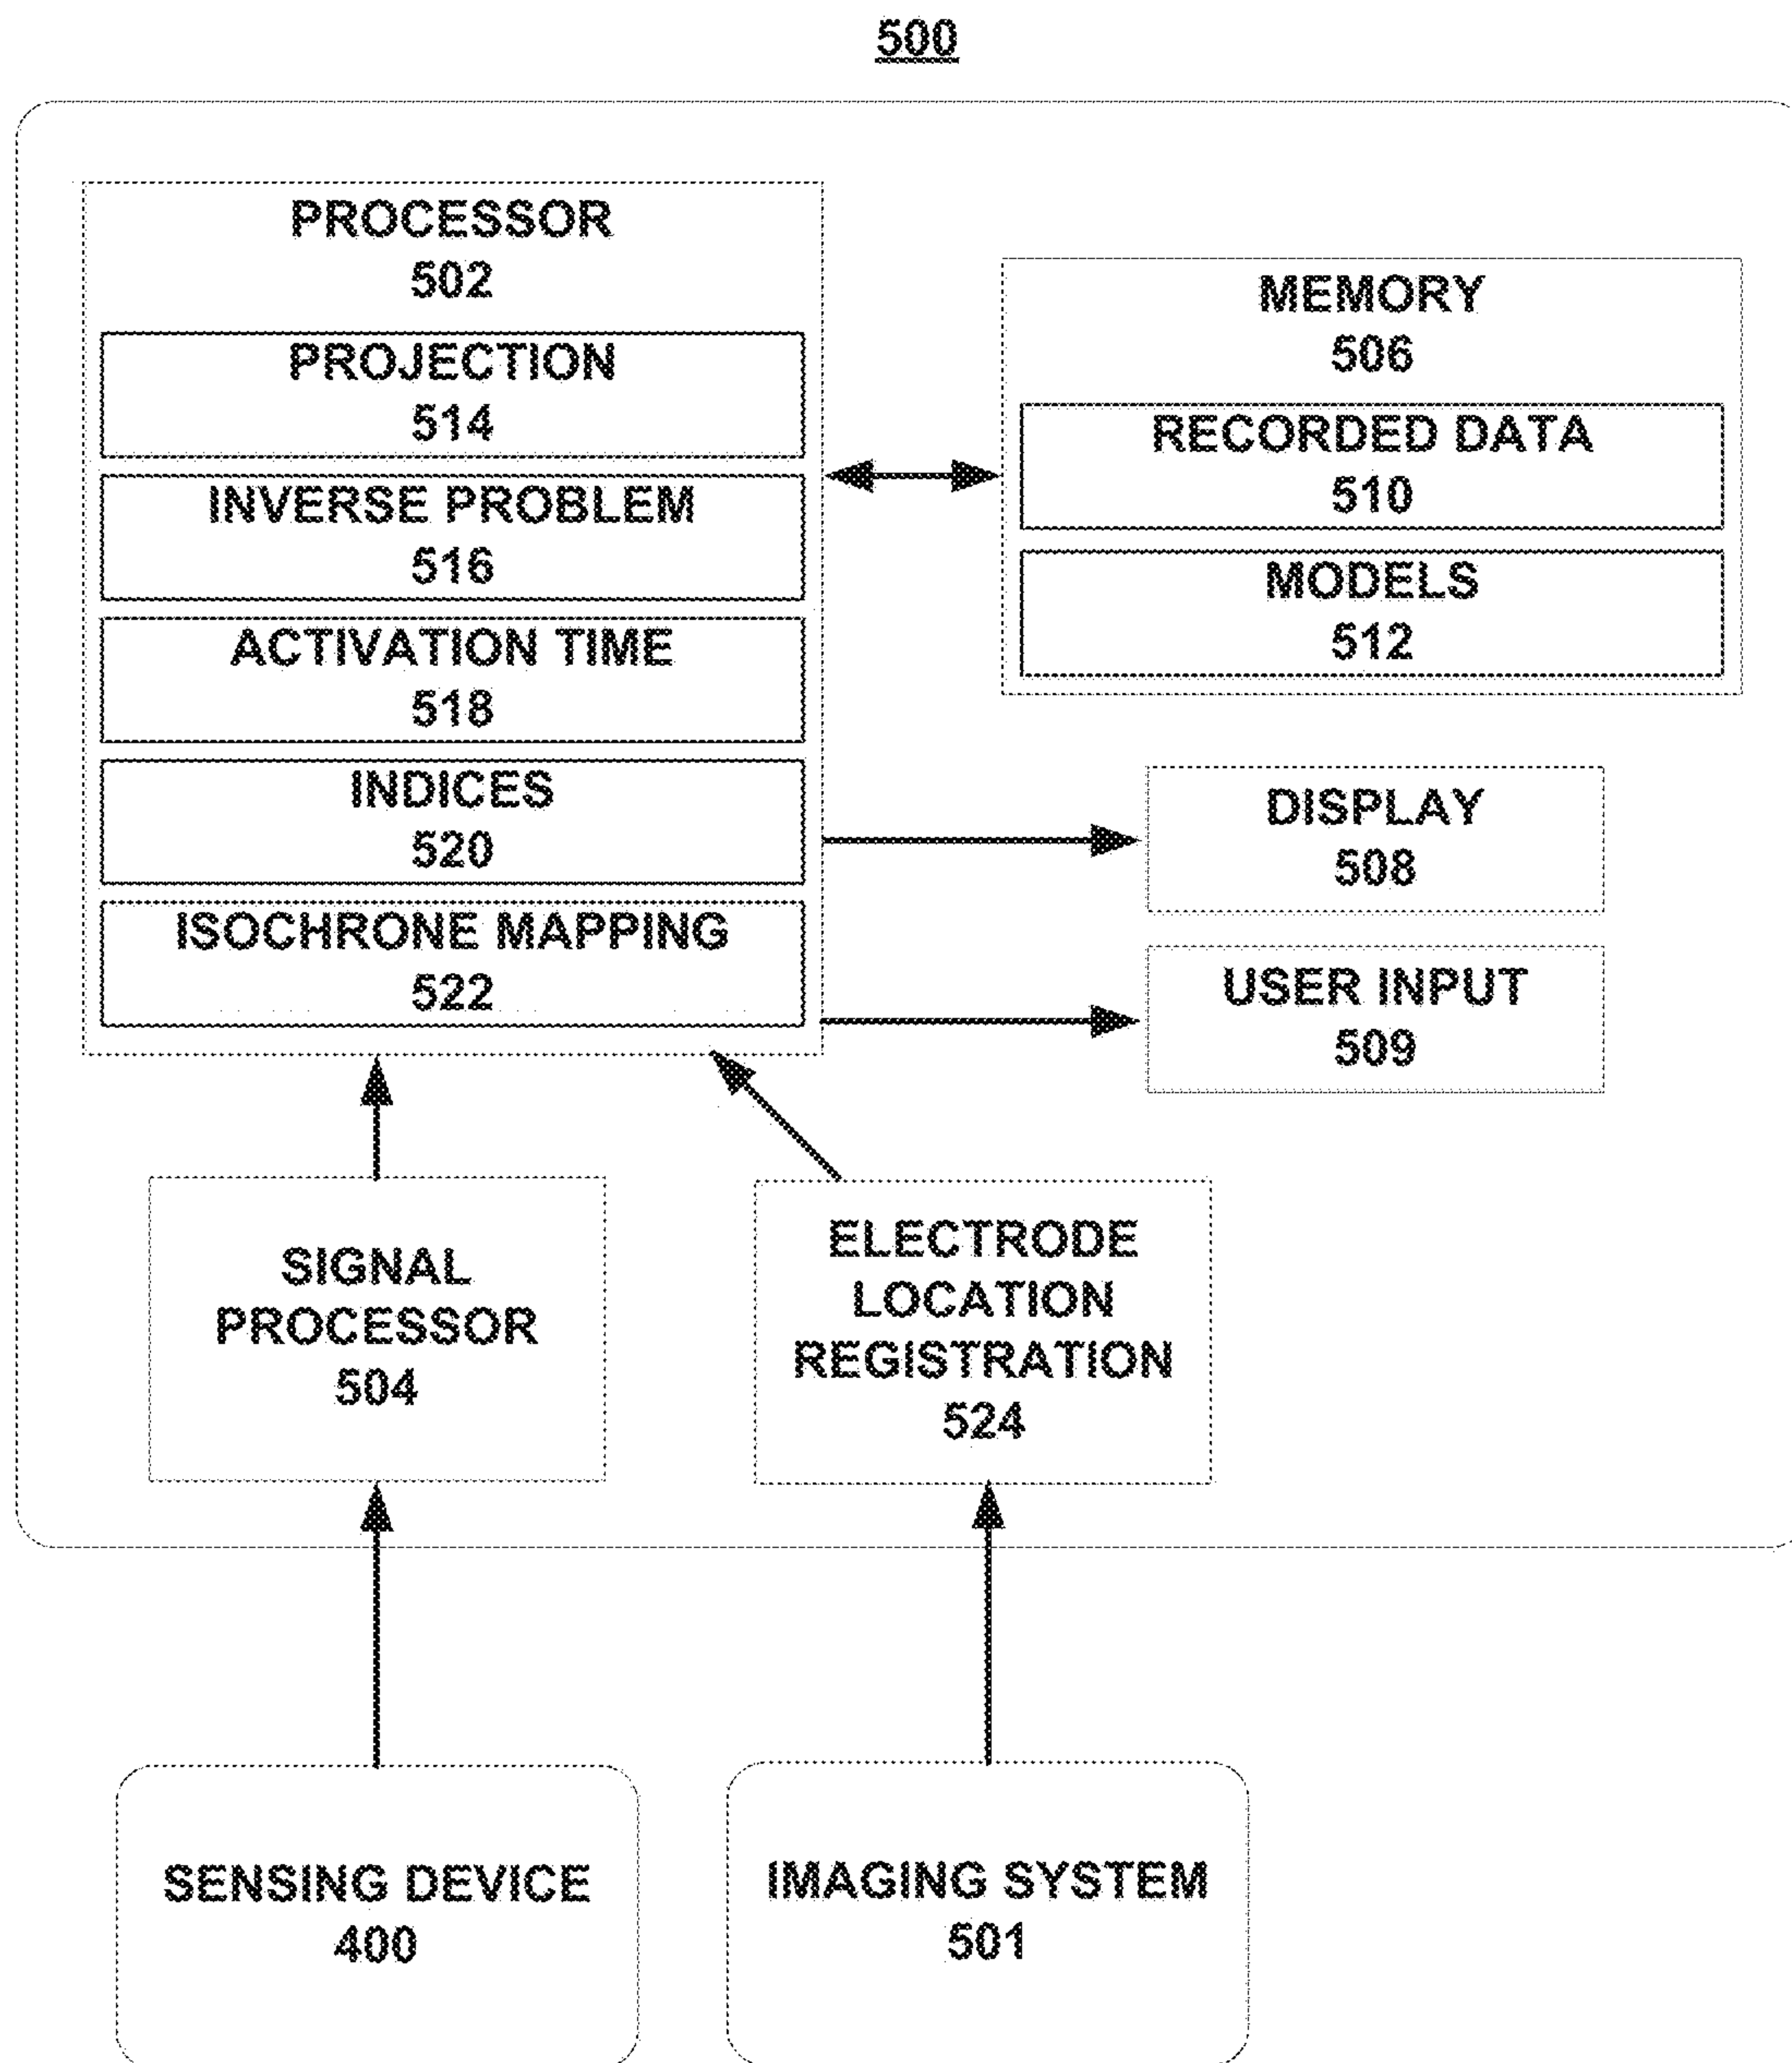 500
PROCESSOR
502
PROJECTION
514
INVERSE PROBLEM
516
ACTIVATION TIME
518
INDICES
520
ISOCHRONE MAPPING
522
MEMORY
506
RECORDED DATA
510
MODELS
512
DISPLAY
508
USER INPUT
509
SIGNAL
PROCESSOR
504
ELECTRODE
LOCATION
REGISTRATION
524
SENSING DEVICE
400
IMAGING SYSTEM
501